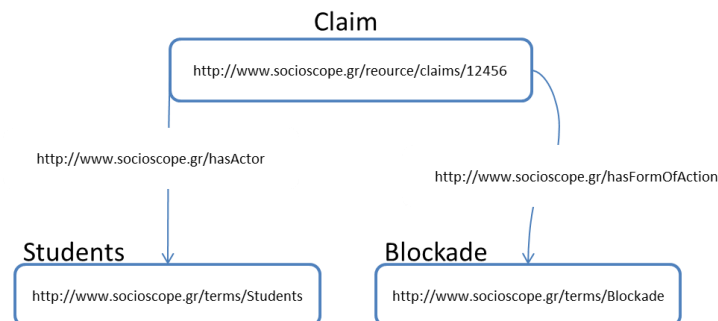 Claim
http://www.socioscope.gr/reource/claims/12456
http://www.socioscope.gr/hasActor
http://www.socioscope.gr/hasFormOfAction
Students
Blockade
http://www.socioscope.gr/terms/Students
http://www.socioscope.gr/terms/Blockade